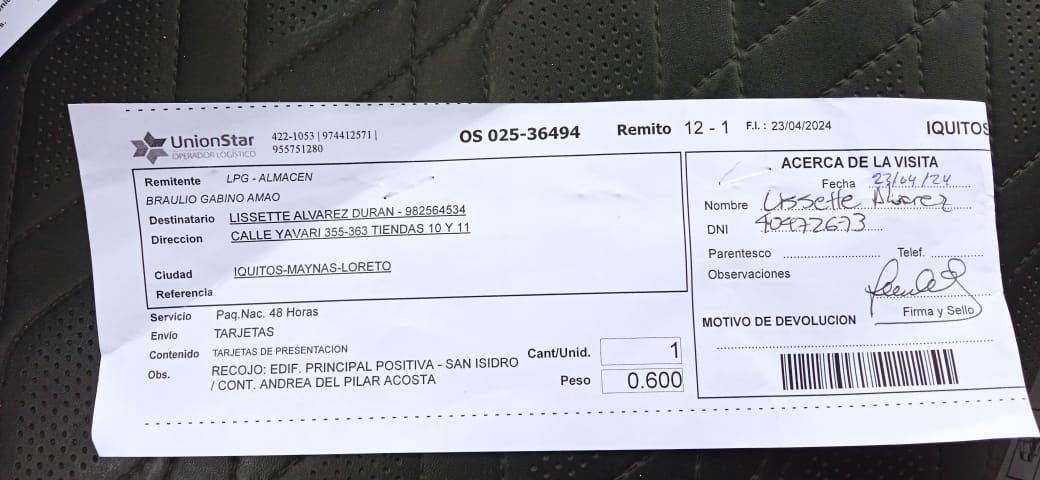 UnionStar
OPERADOR LOGÍSTICO
422-1053 | 974412571 |
955751280
OS 025-36494
Remito 12 - 1
F.I. : 23/04/2024
IQUITOS
Remitente LPG - ALMACEN
BRAULIO GABINO AMAO
Destinatario LISSETTE ALVAREZ DURAN - 982564534
Direccion CALLE YAVARI 355-363 TIENDAS 10 Y 11
Ciudad IQUITOS-MAYNAS-LORETO
Referencia
Servicio Paq.Nac. 48 Horas
Envío TARJETAS
Contenido TARJETAS DE PRESENTACION
Obs. RECOJO: EDIF. PRINCIPAL POSITIVA - SAN ISIDRO
/ CONT. ANDREA DEL PILAR ACOSTA
Cant/Unid. 1
Peso 0.600
ACERCA DE LA VISITA
Fecha 23/04/24
Nombre Lissette Alvarez
DNI 40472673
Parentesco Telef.
Observaciones
Firma y Sello
MOTIVO DE DEVOLUCION